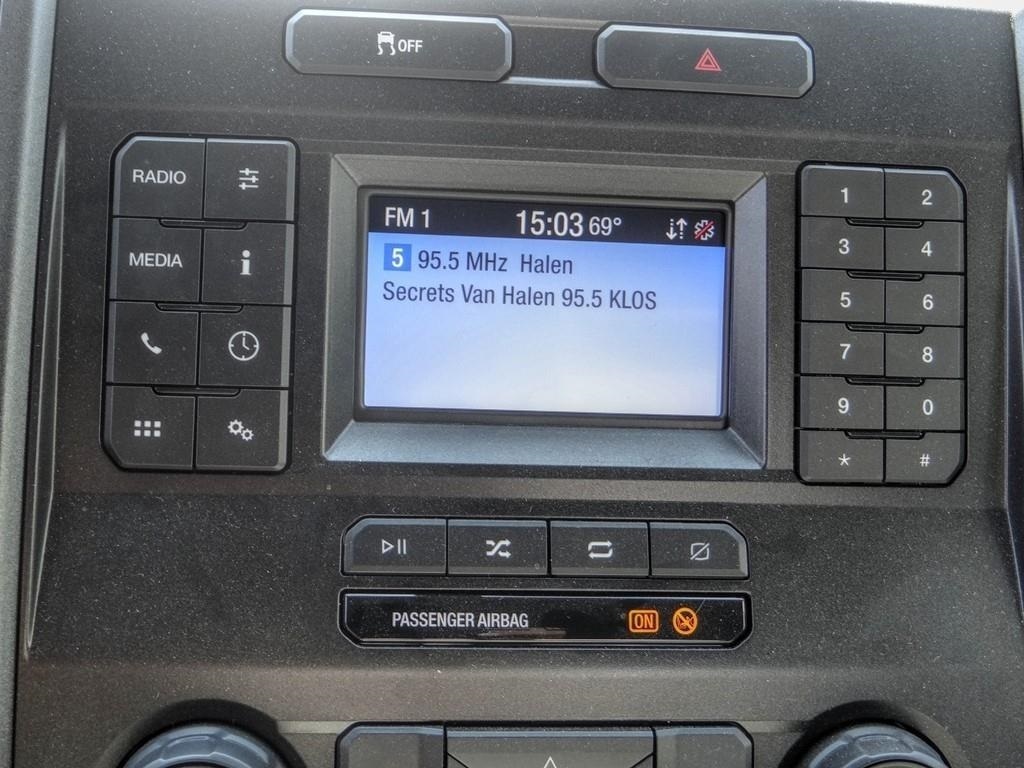 OFF
RADIO
MEDIA
i
FM 1 15:03 69°
5 95.5 MHz Halen
Secrets Van Halen 95.5 KLOS
1 2
3 4
5 6
7 8
9 0
* #
PASSENGER AIRBAG ON